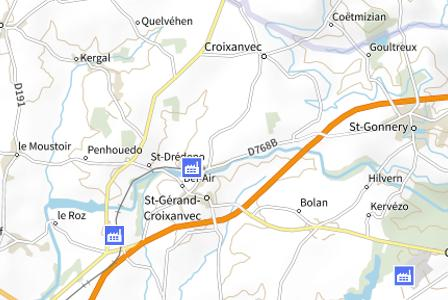 Quelvéhen
Coëtmizian
Croixanvec
Goultreux
Kergal
D191
St-Gonnery
D768B
le Moustoir
Penhouedo
St-Drédeno
Hilvern
Bel-Air
St-Gérand-
Croixanvec
Bolan
Kervézo
le Roz